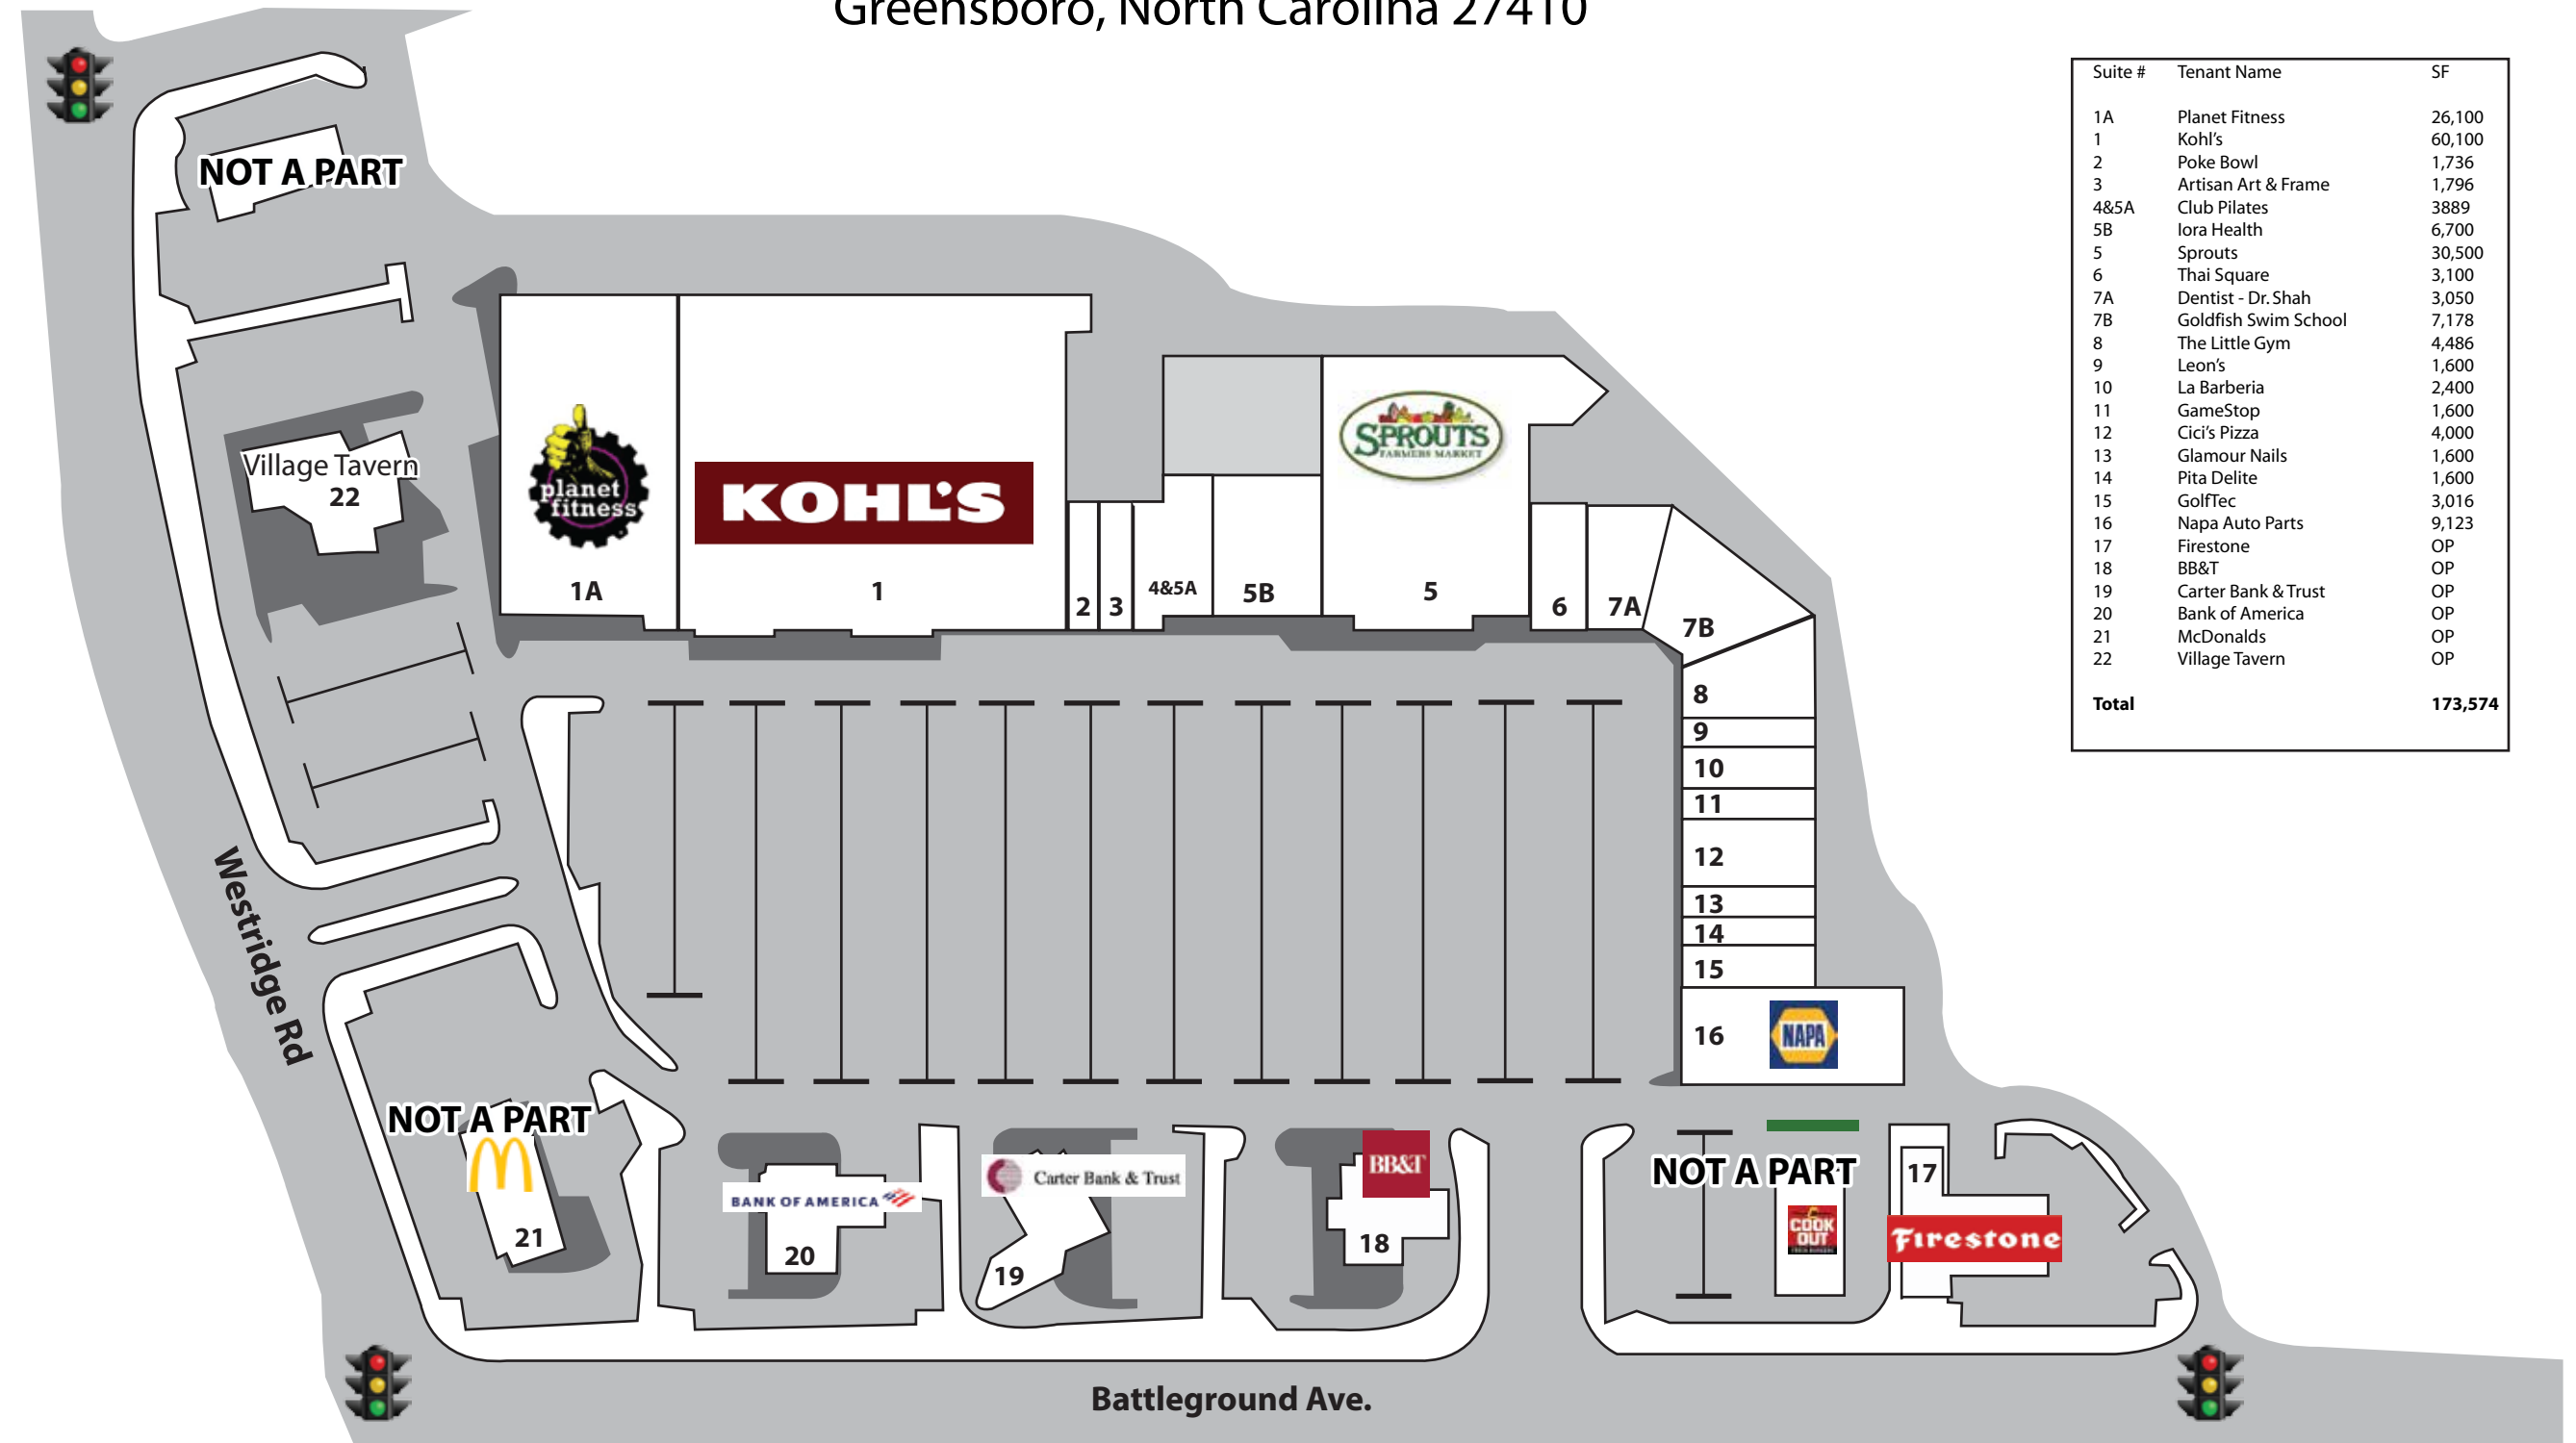 Greensboro, North Carolina 27410
Suite # Tenant Name SF
1A Planet Fitness 26,100
1 Kohl's 60,100
2 Poke Bowl 1,736
3 Artisan Art & Frame 1,796
4&5A Club Pilates 3889
5B Iora Health 6,700
5 Sprouts 30,500
6 Thai Square 3,100
7A Dentist - Dr. Shah 3,050
7B Goldfish Swim School 7,178
8 The Little Gym 4,486
9 Leon's 1,600
10 La Barberia 2,400
11 GameStop 1,600
12 Cici's Pizza 4,000
13 Glamour Nails 1,600
14 Pita Delite 1,600
15 GolfTec 3,016
16 Napa Auto Parts 9,123
17 Firestone OP
18 BB&T OP
19 Carter Bank & Trust OP
20 Bank of America OP
21 McDonalds OP
22 Village Tavern OP
Total 173,574
NOT A PART
Village Tavern
22
planet
fitness
1A
KOHL'S
1
2
3
4&5A
5B
SPROUTS
FARMERS MARKET
5
6
7A
7B
8
9
10
11
12
13
14
15
16
NAPA
Westridge Rd
NOT A PART
21
BANK OF AMERICA
20
Carter Bank & Trust
19
BB&T
18
NOT A PART
COOK
OUT
17
Firestone
Battleground Ave.